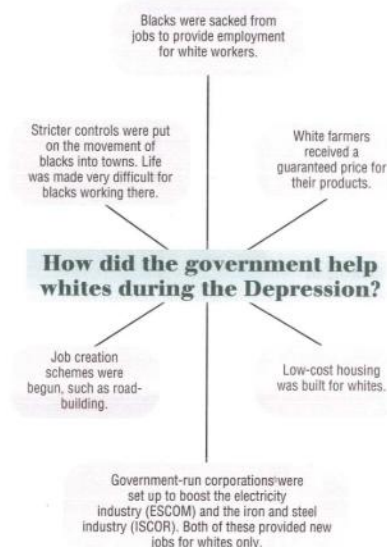 Blacks were sacked from
jobs to provide employment
for white workers.
Stricter controls were put
on the movement of
blacks into towns. Life
was made very difficult for
blacks working there.
White farmers
received a
guaranteed price for
their products.
How did the government help
whites during the Depression?
Job creation
schemes were
begun, such as road-
building.
Low-cost housing
was built for whites.
Government-run corporations were
set up to boost the electricity
industry (ESCOM) and the iron and steel
industry (ISCOR). Both of these provided new
jobs for whites only.